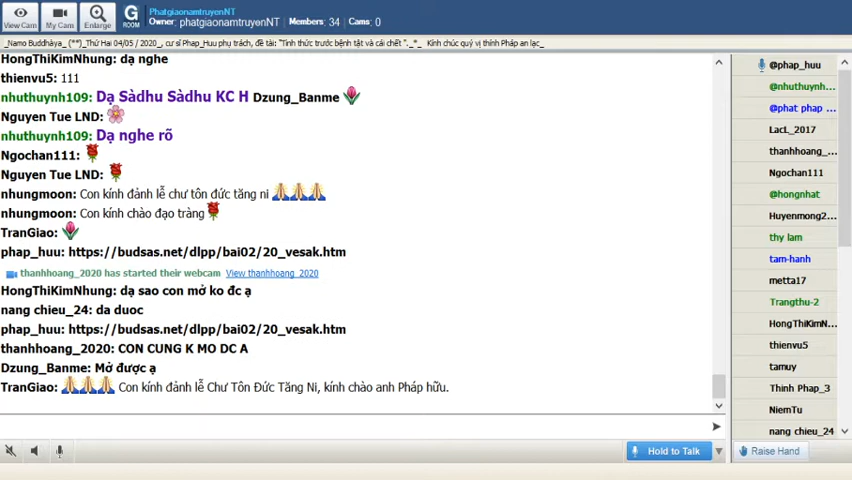 PhatgiaonamtruyenNT
Owner: phatgiaonamtruyenNT Members: 34 Cams: 0
View Cam My Cam Enlarge G ROOM
_Namo Buddhàya_ (**)_Thứ Hai 04/05 / 2020_, cư sĩ Pháp_Hưu phụ trách, đề tài: "Tỉnh thức trước bệnh tật và cái chết "._*_ Kính chúc quý vị thính Pháp an lạc_
HongThiKimNhung: dạ nghe
thienvu5: 111
nhuthuynh109: Dạ Sàdhu Sàdhu KC H Dzung_Banme
Nguyen Tue LND:
nhuthuynh109: Dạ nghe rõ
Ngochan111:
Nguyen Tue LND:
nhungmoon: Con kính đảnh lễ chư tôn đức tăng ni
nhungmoon: Con kính chào đạo tràng
TranGiao:
phap_huu: https://budsas.net/dlpp/bai02/20_vesak.htm
thanhhoang_2020 has started their webcam View thanhhoang_2020
HongThiKimNhung: dạ sao con mở ko đc ạ
nang chieu_24: da duoc
phap_huu: https://budsas.net/dlpp/bai02/20_vesak.htm
thanhhoang_2020: CON CUNG K MO DC A
Dzung_Banme: Mở được ạ
TranGiao: Con kính đảnh lễ Chư Tôn Đức Tăng Ni, kính chào anh Pháp hữu.
Hold to Talk
@phap_huu
@nhuthuynh...
@phat phap ...
LacL_2017
thanhhoang_...
Ngochan111
@hongnhat
Huyenmong2...
thy lam
tam-hanh
metta17
Trangthu-2
HongThiKimN...
thienvu5
tamuy
Thinh Phap_3
NiemTu
nang chieu_24
Raise Hand